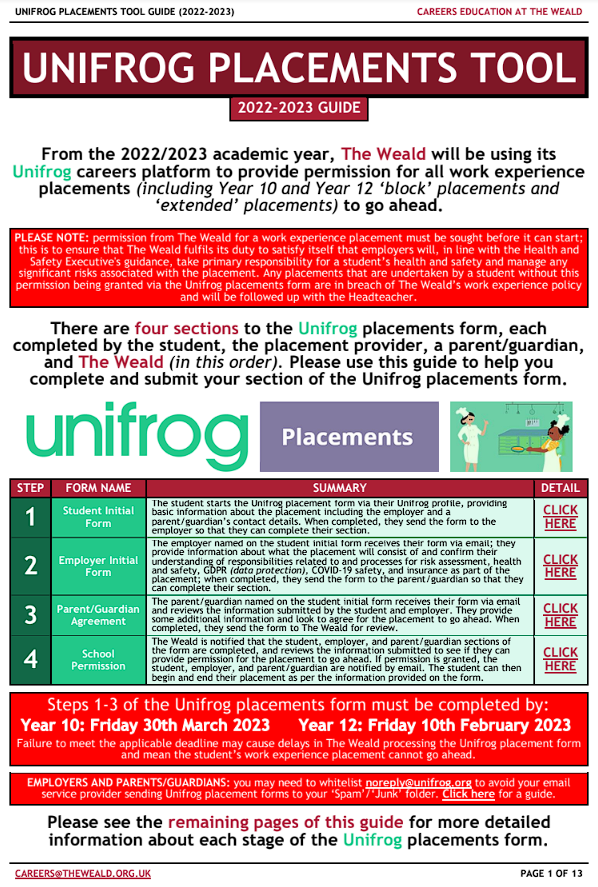 UNIFROG PLACEMENTS TOOL GUIDE (2022-2023) CAREERS EDUCATION AT THE WEALD
UNIFROG PLACEMENTS TOOL
2022-2023 GUIDE
From the 2022/2023 academic year, The Weald will be using its
Unifrog careers platform to provide permission for all work experience
placements (including Year 10 and Year 12 ‘block’ placements and
‘extended’ placements) to go ahead.
PLEASE NOTE: permission from The Weald for a work experience placement must be sought before it can start;
this is to ensure that The Weald fulfils its duty to satisfy itself that employers will, in line with the Health and
Safety Executive's guidance, take primary responsibility for a student’s health and safety and manage any
significant risks associated with the placement. Any placements that are undertaken by a student without this
permission being granted via the Unifrog placements form are in breach of The Weald’s work experience policy
and will be followed up with the Headteacher.
There are four sections to the Unifrog placements form, each
completed by the student, the placement provider, a parent/guardian,
and The Weald (in this order). Please use this guide to help you
complete and submit your section of the Unifrog placements form.
unifrog Placements
STEP FORM NAME SUMMARY DETAIL
1
Student Initial
Form
The student starts the Unifrog placement form via their Unifrog profile, providing
basic information about the placement including the employer and a
parent/guardian’s contact details. When completed, they send the form to the
employer so that they can complete their section.
CLICK
HERE
2
Employer Initial
Form
The employer named on the student initial form receives their form via email; they
provide information about what the placement will consist of and confirm their
understanding of responsibilities related to and processes for risk assessment, health
and safety, GDPR (data protection), COVID-19 safety, and insurance as part of the
placement; when completed, they send the form to the parent/guardian so that they
can complete their section.
CLICK
HERE
3
Parent/Guardian
Agreement
The parent/guardian named on the student initial form receives their form via email
and reviews the information submitted by the student and employer. They provide
some additional information and look to agree for the placement to go ahead. When
completed, they send the form to The Weald for review.
CLICK
HERE
4
School
Permission
The Weald is notified that the student, employer, and parent/guardian sections of
the form are completed, and reviews the information submitted to see if they can
provide permission for the placement to go ahead. If permission is granted, the
student, employer, and parent/guardian are notified by email. The student can then
begin and end their placement as per the information provided on the form.
CLICK
HERE
Steps 1-3 of the Unifrog placements form must be completed by:
Year 10: Friday 30th March 2023 Year 12: Friday 10th February 2023
Failure to meet the applicable deadline may cause delays in The Weald processing the Unifrog placement form
and mean the student’s work experience placement cannot go ahead.
EMPLOYERS AND PARENTS/GUARDIANS: you may need to whitelist noreply@unifrog.org to avoid your email
service provider sending Unifrog placement forms to your ‘Spam’/‘Junk’ folder. Click here for a guide.
Please see the remaining pages of this guide for more detailed
information about each stage of the Unifrog placements form.
CAREERS@THEWEALD.ORG.UK PAGE 1 OF 13